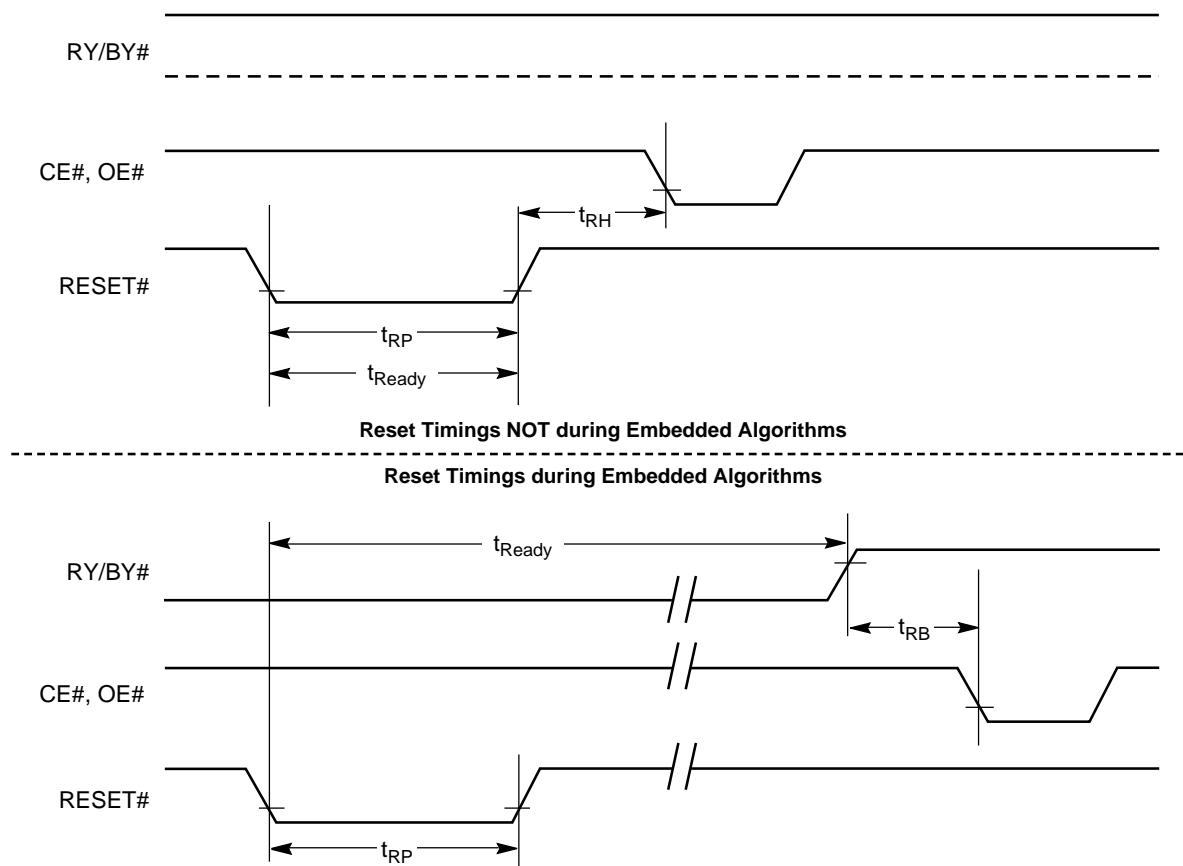 RY/BY#
CE#, OE#
tRH
RESET#
tRP
tReady
Reset Timings NOT during Embedded Algorithms
Reset Timings during Embedded Algorithms
tReady
RY/BY#
tRB
CE#, OE#
RESET#
tRP